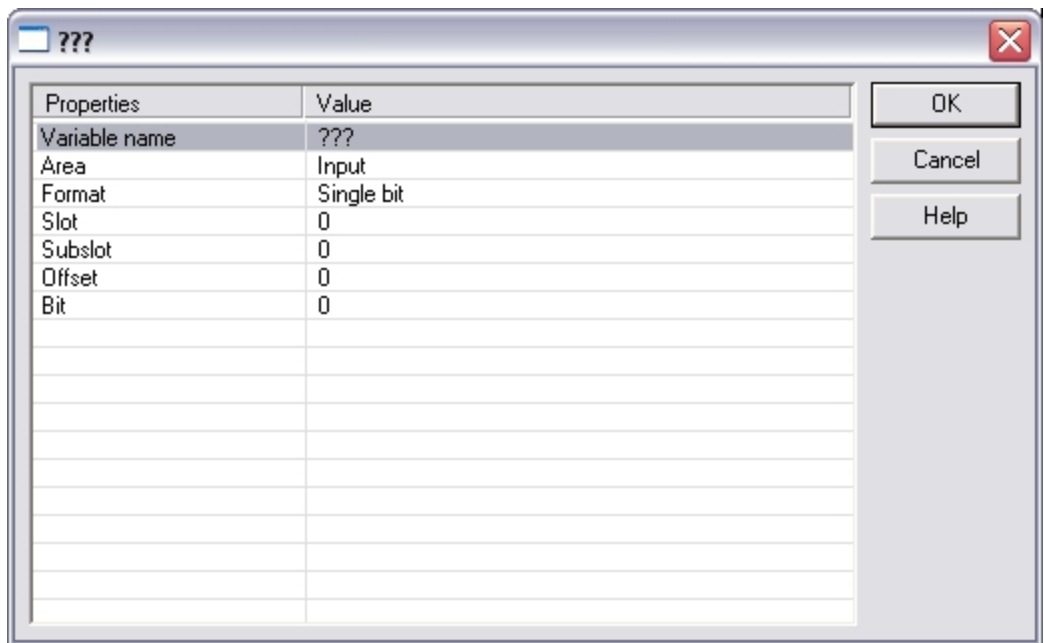 ???
Properties Value
Variable name ???
Area Input
Format Single bit
Slot 0
Subslot 0
Offset 0
Bit 0
OK
Cancel
Help